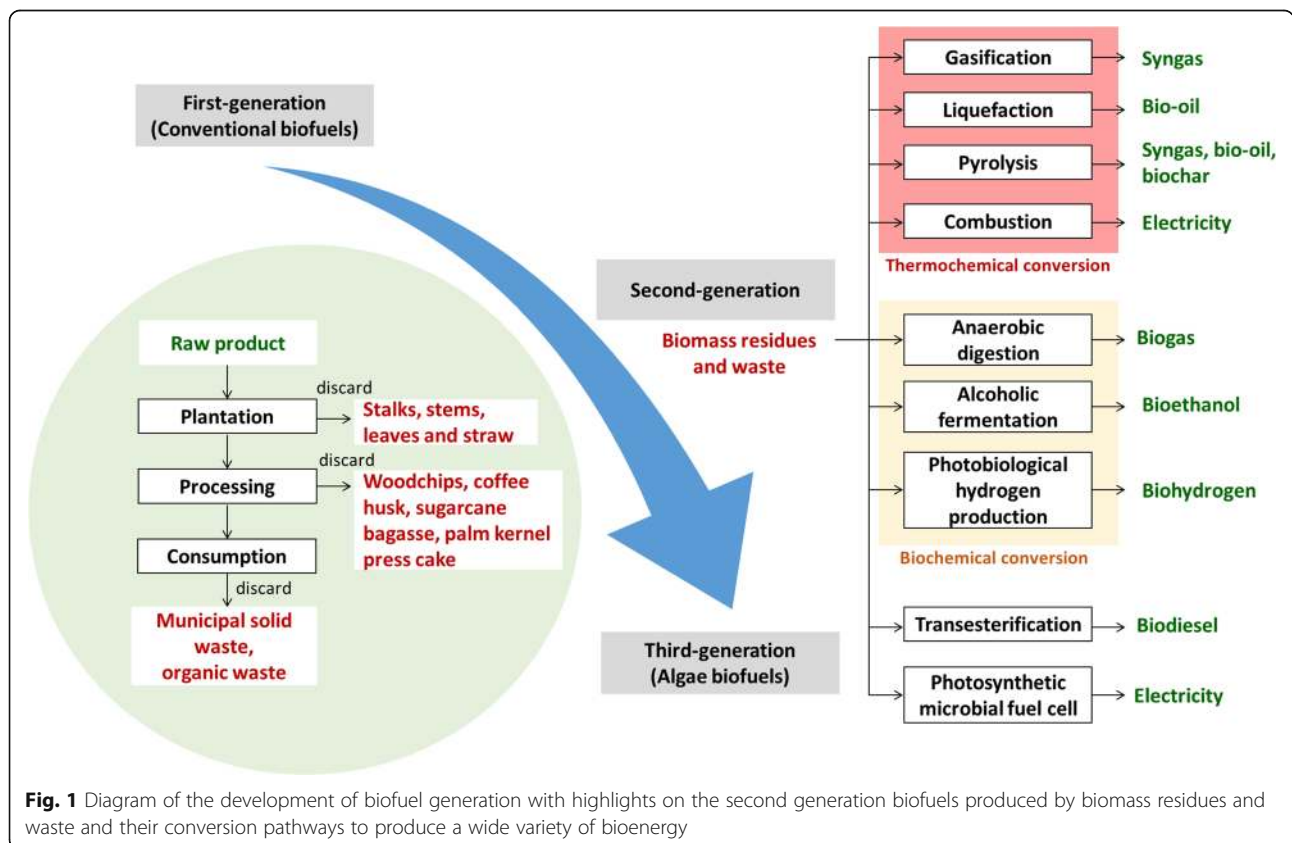 First-generation
(Conventional biofuels)
Raw product
discard
Plantation
Stalks, stems,
leaves and straw
discard
Processing
Woodchips, coffee
husk, sugarcane
bagasse, palm kernel
press cake
Consumption
discard
Municipal solid
waste,
organic waste
Second-generation
Biomass residues
and waste
Third-generation
(Algae biofuels)
Gasification
Syngas
Liquefaction
Bio-oil
Pyrolysis
Syngas, bio-oil,
biochar
Combustion
Electricity
Thermochemical conversion
Anaerobic
digestion
Biogas
Alcoholic
fermentation
Bioethanol
Photobiological
hydrogen
production
Biohydrogen
Biochemical conversion
Transesterification
Biodiesel
Photosynthetic
microbial fuel cell
Electricity
Fig. 1 Diagram of the development of biofuel generation with highlights on the second generation biofuels produced by biomass residues and
waste and their conversion pathways to produce a wide variety of bioenergy